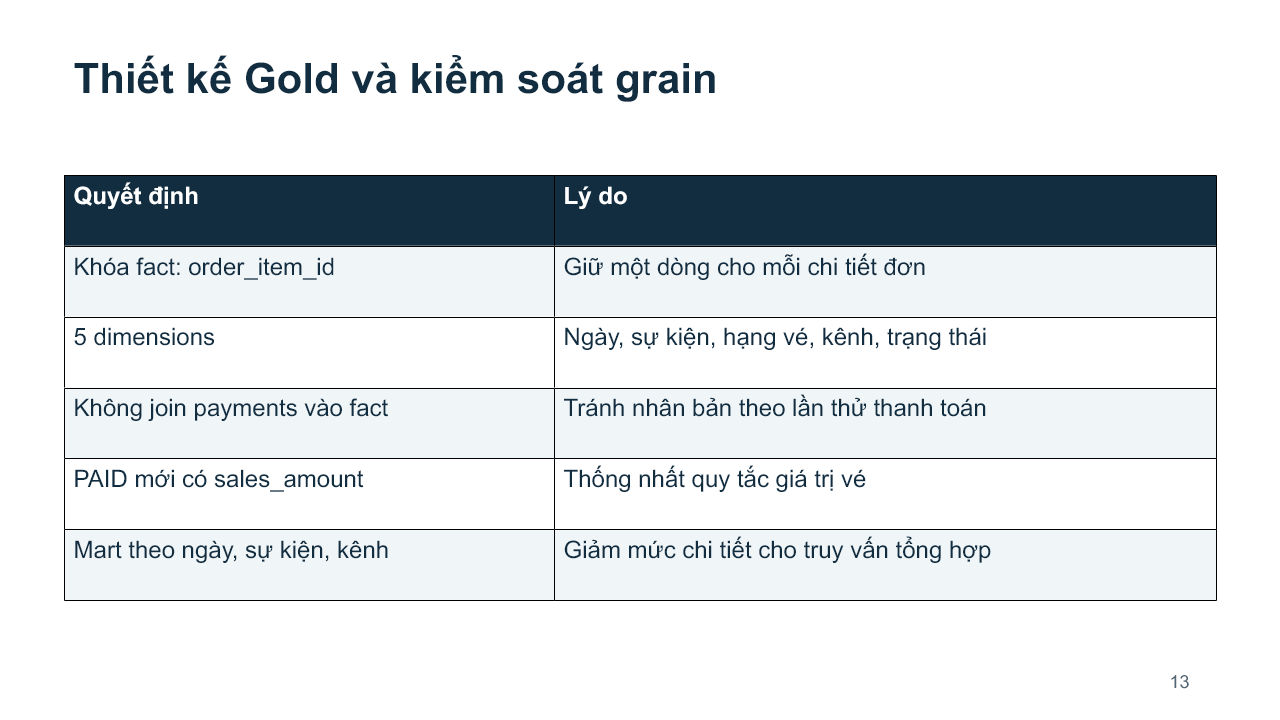 Thiết kế Gold và kiểm soát grain
Quyết định
Lý do
Khóa fact: order_item_id
Giữ một dòng cho mỗi chi tiết đơn
5 dimensions
Ngày, sự kiện, hạng vé, kênh, trạng thái
Không join payments vào fact
Tránh nhân bản theo lần thử thanh toán
PAID mới có sales_amount
Thống nhất quy tắc giá trị vé
Mart theo ngày, sự kiện, kênh
Giảm mức chi tiết cho truy vấn tổng hợp
13